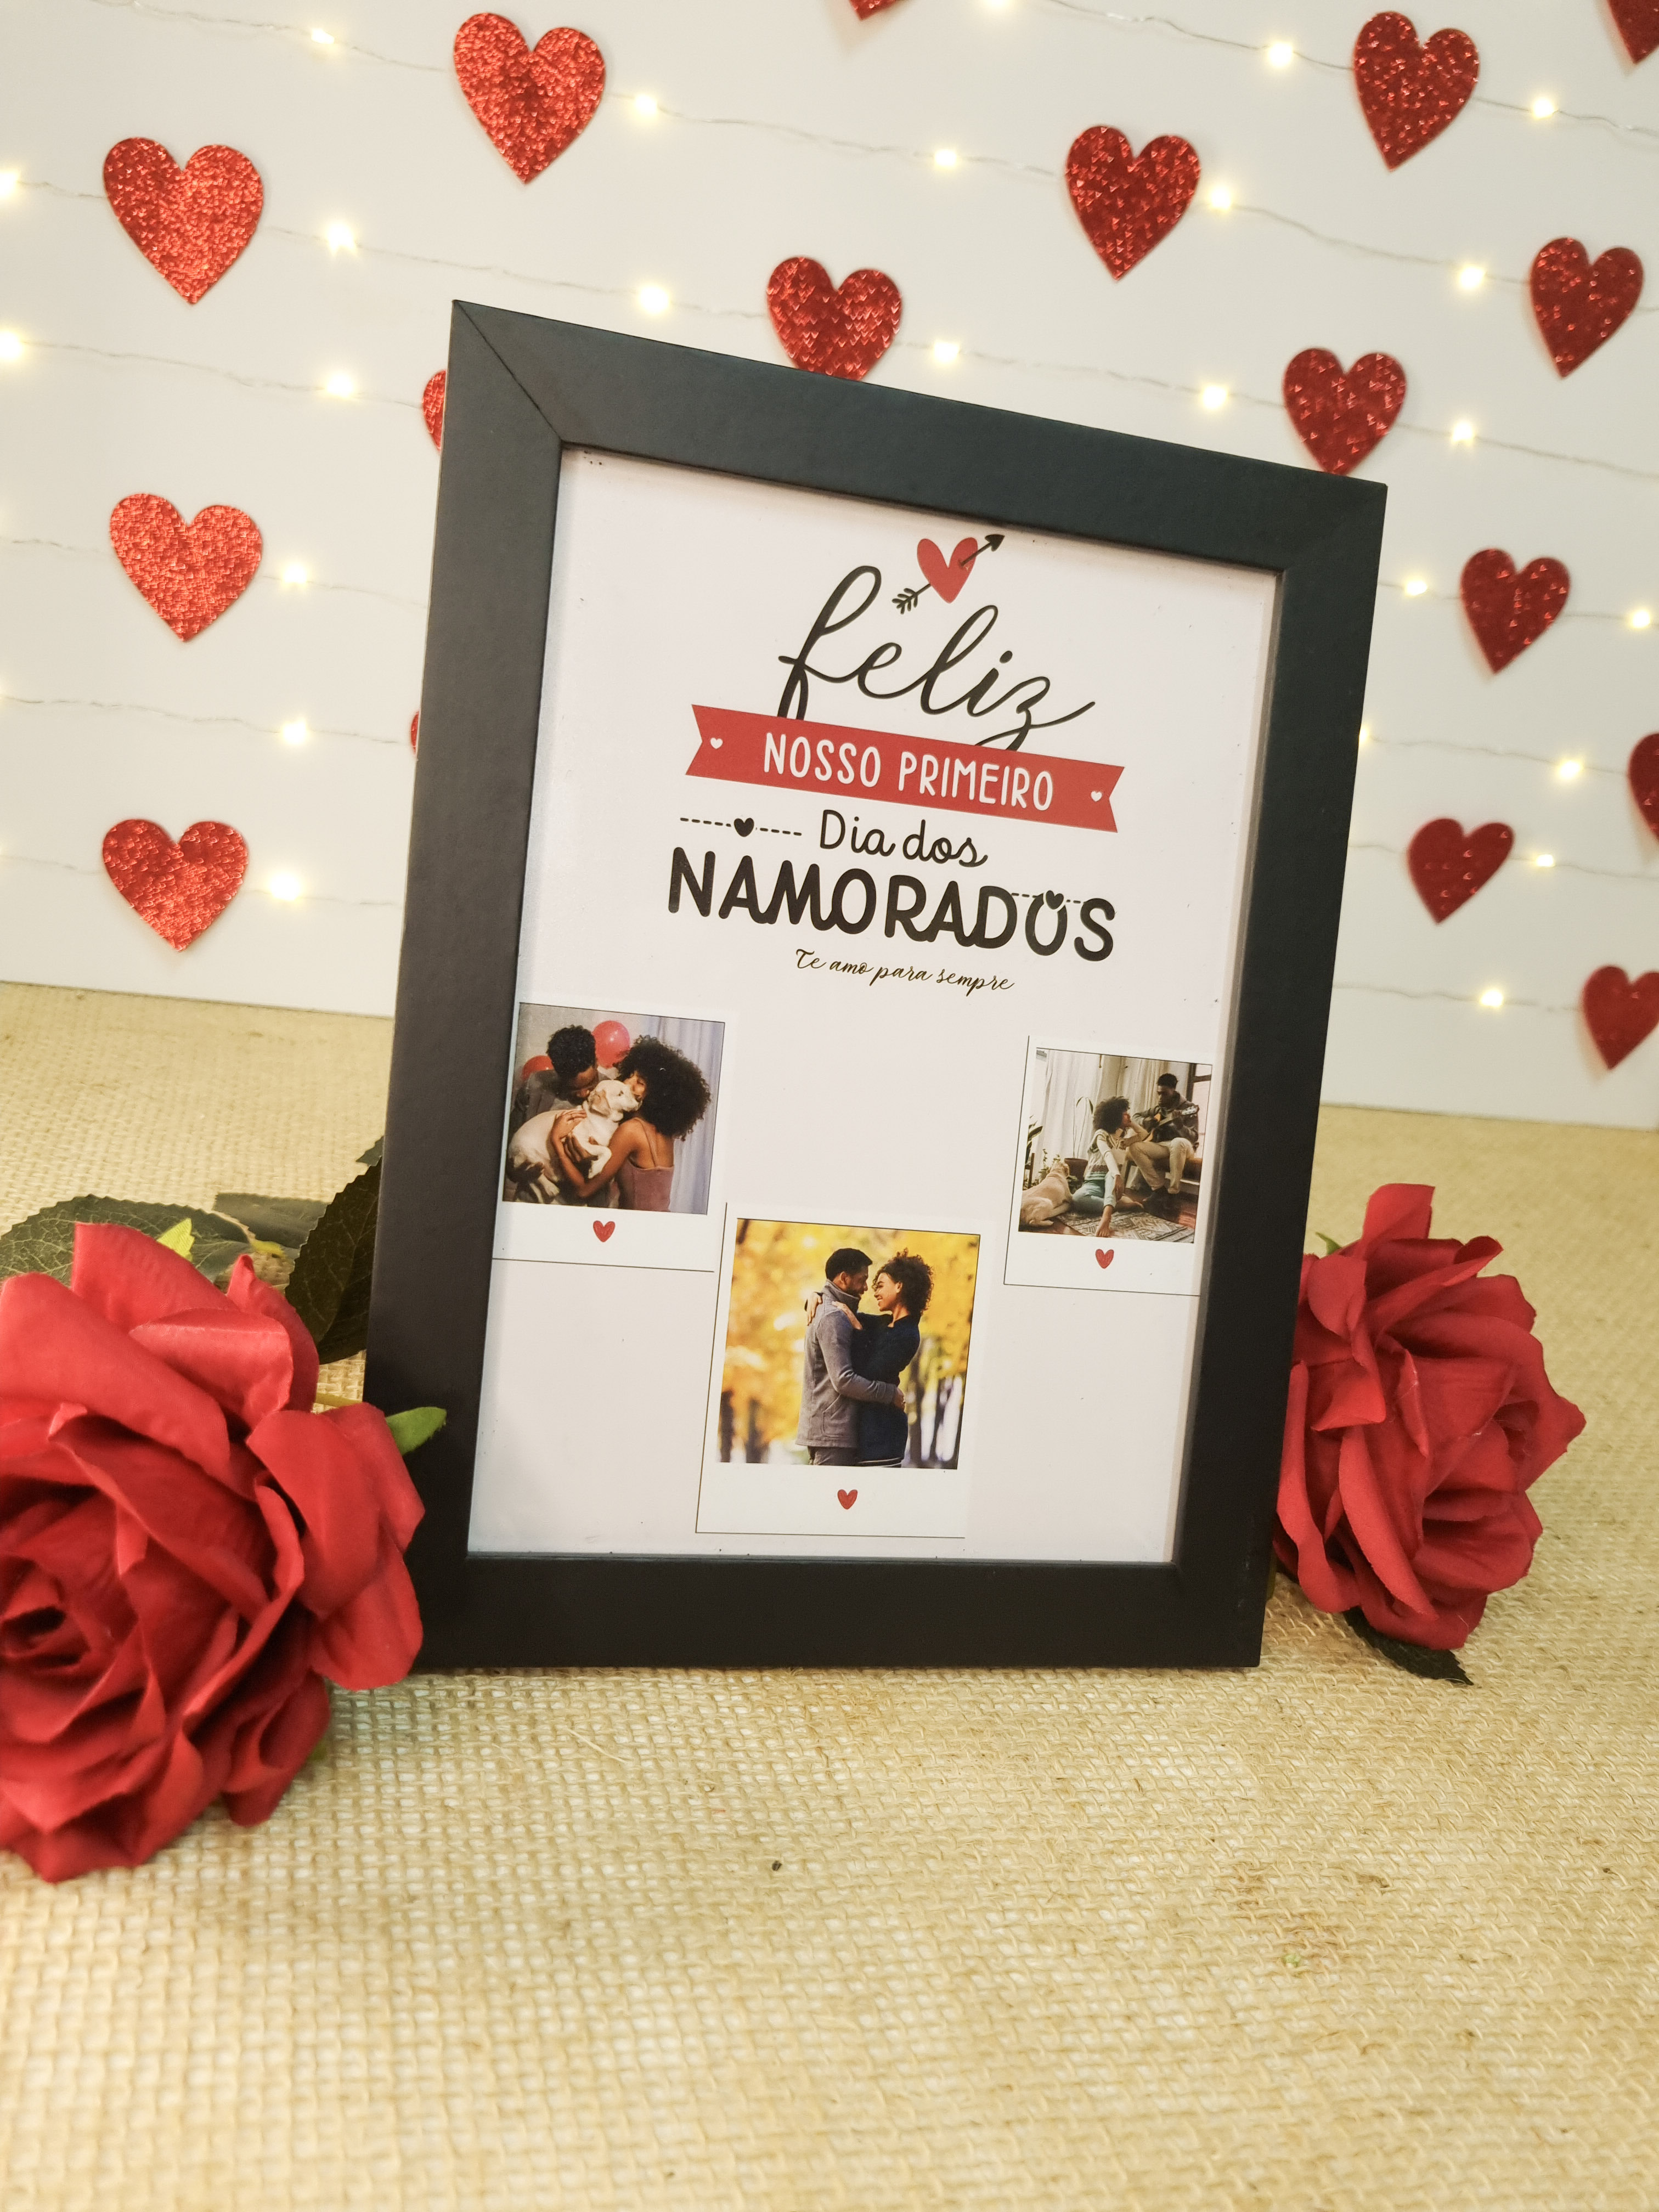 feliz
NOSSO PRIMEIRO
Dia dos
NAMORADOS
Te amo para sempre